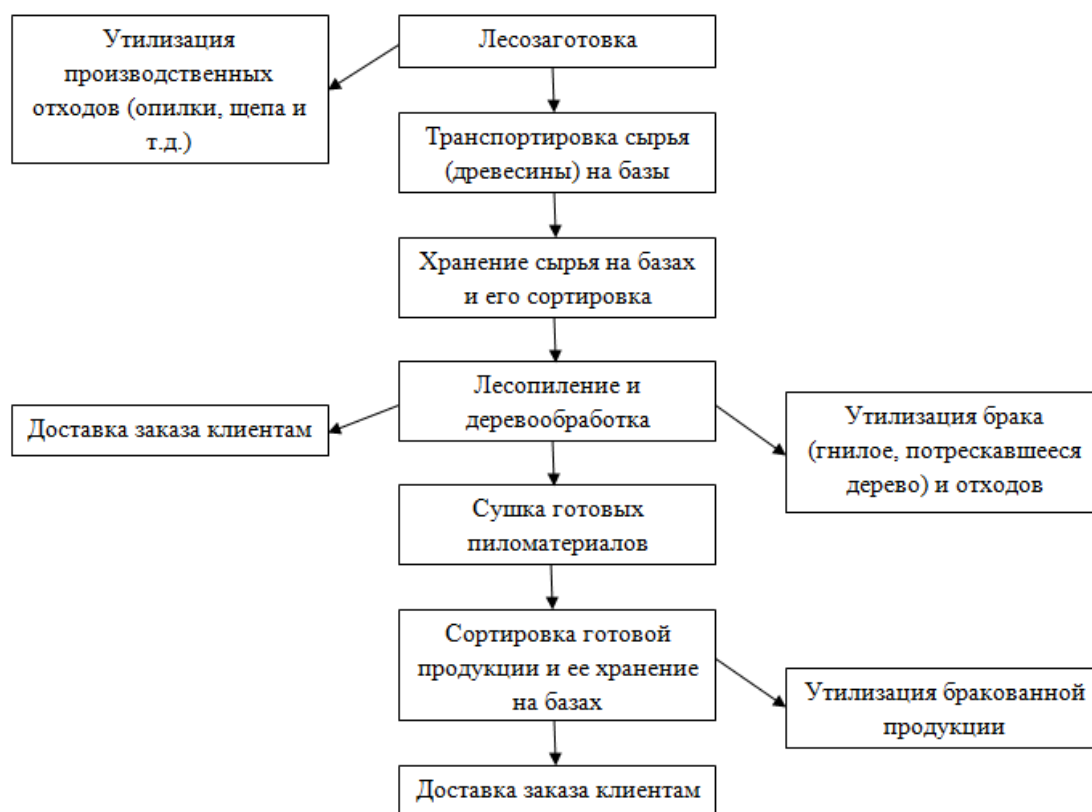 Утилизация
производственных
отходов (опилки, щепа и
т.д.)
Лесозаготовка
Транспортировка сырья
(древесины) на базы
Хранение сырья на базах
и его сортировка
Лесопиление и
деревообработка
Доставка заказа клиентам
Утилизация брака
(гнилое, потрескавшееся
дерево) и отходов
Сушка готовых
пиломатериалов
Сортировка готовой
продукции и ее хранение
на базах
Утилизация бракованной
продукции
Доставка заказа клиентам